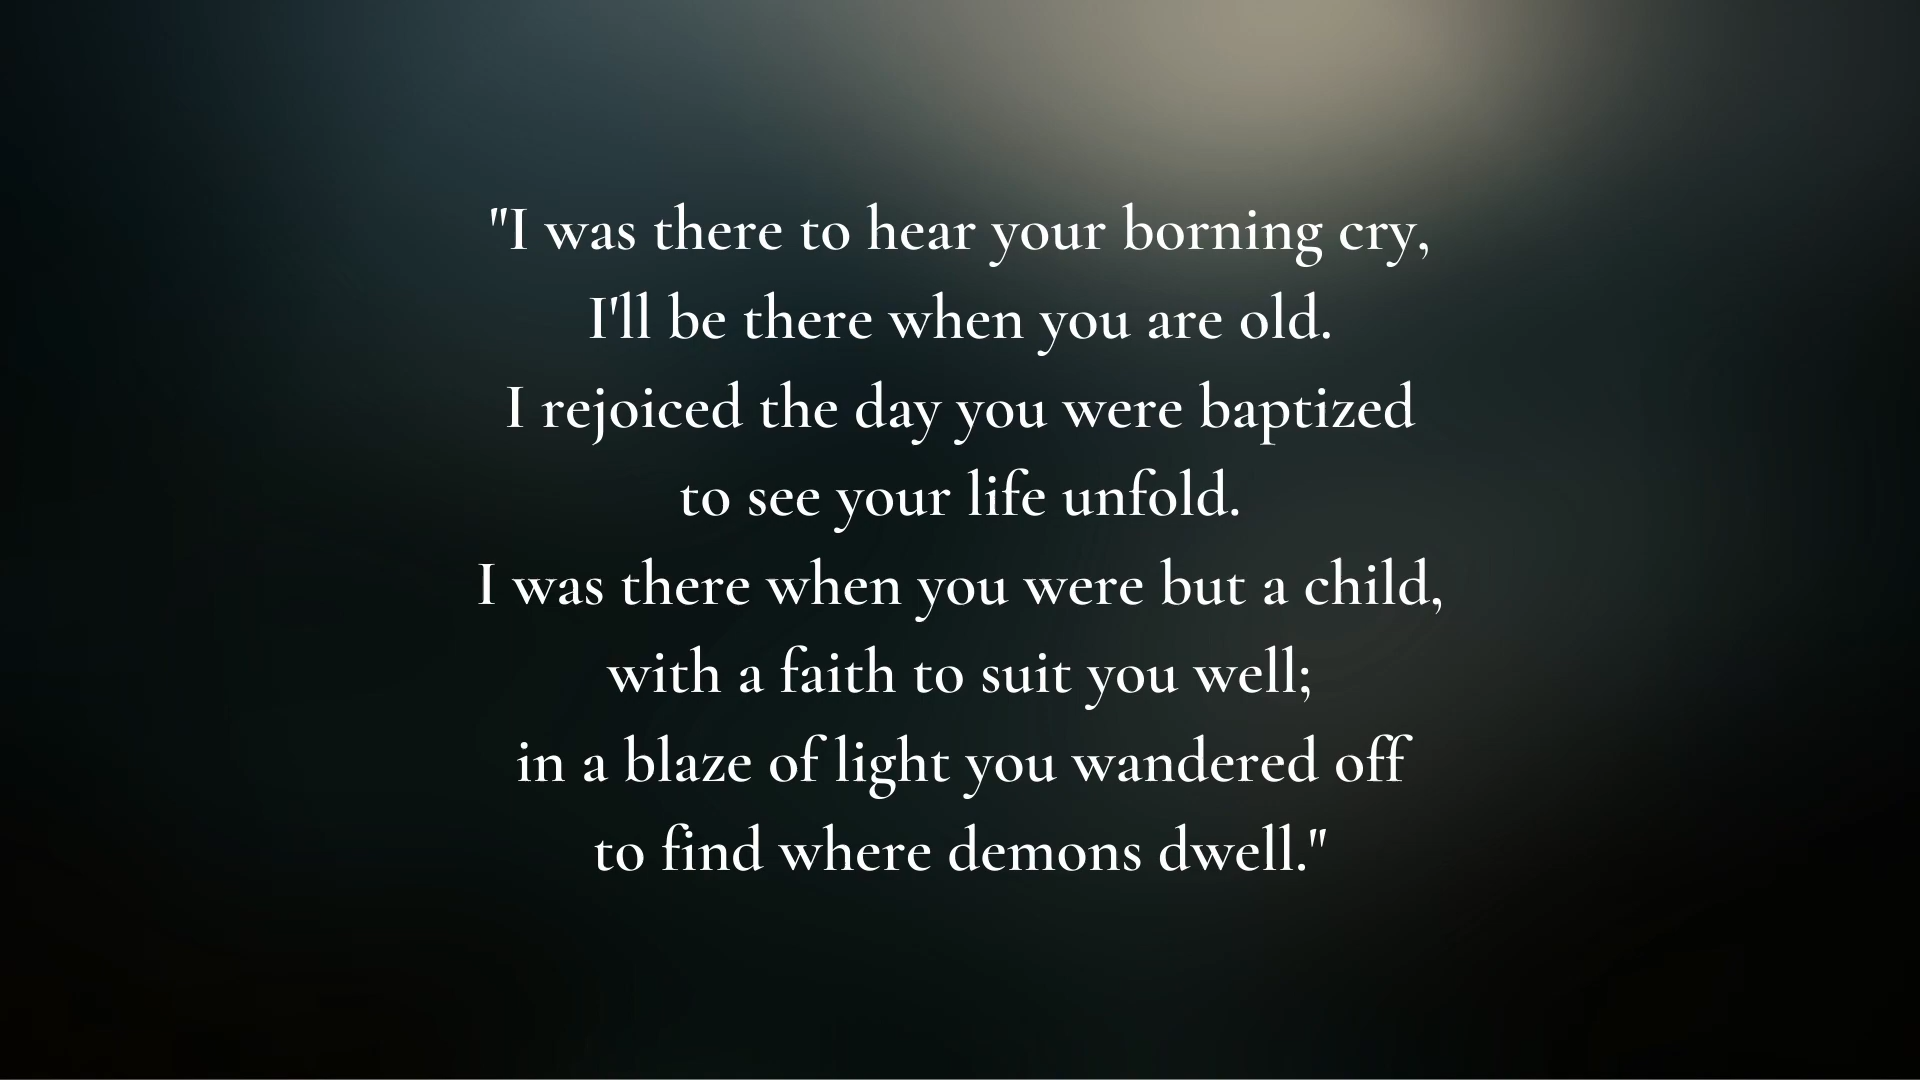 "I was there to hear your borning cry,
I'll be there when you are old.
I rejoiced the day you were baptized
to see your life unfold.
I was there when you were but a child,
with a faith to suit you well;
in a blaze of light you wandered off
to find where demons dwell."